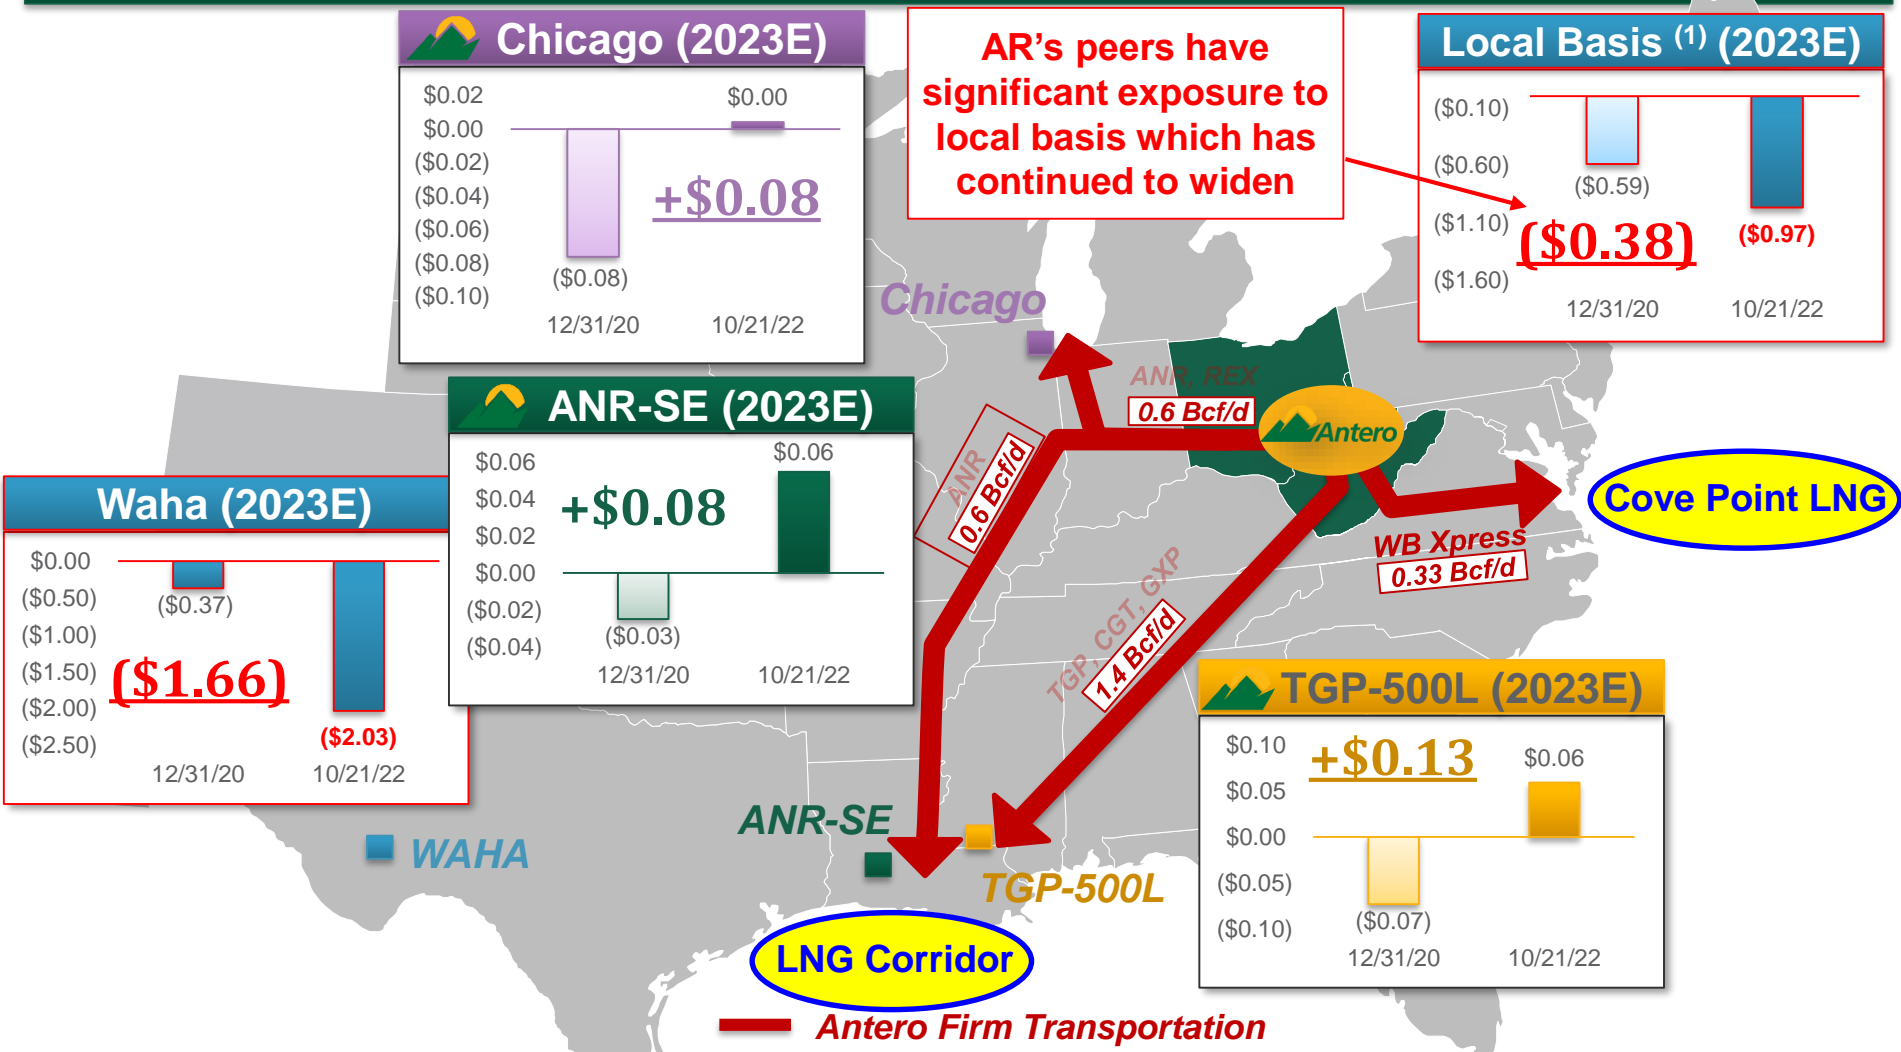 Chicago (2023E)
$0.02
$0.00
($0.02)
($0.04)
($0.06)
($0.08)
($0.10)
$0.00
($0.08)
+$0.08
12/31/20
10/21/22
AR's peers have
significant exposure to
local basis which has
continued to widen
Local Basis (1) (2023E)
($0.10)
($0.60)
($1.10)
($1.60)
($0.59)
($0.97)
($0.38)
12/31/20
10/21/22
Chicago
ANR, REX
0.6 Bcf/d
Antero
ANR-SE (2023E)
$0.06
$0.04
$0.02
$0.00
($0.02)
($0.04)
+$0.08
$0.06
($0.03)
12/31/20
10/21/22
ANR
0.6 Bcf/d
Cove Point LNG
WB Xpress
0.33 Bcf/d
Waha (2023E)
$0.00
($0.50)
($1.00)
($1.50)
($2.00)
($2.50)
($0.37)
($1.66)
($2.03)
12/31/20
10/21/22
TGP, CGT, GXP
1.4 Bcf/d
TGP-500L (2023E)
$0.10
$0.05
$0.00
($0.05)
($0.10)
+$0.13
$0.06
($0.07)
12/31/20
10/21/22
WAHA
ANR-SE
TGP-500L
LNG Corridor
Antero Firm Transportation